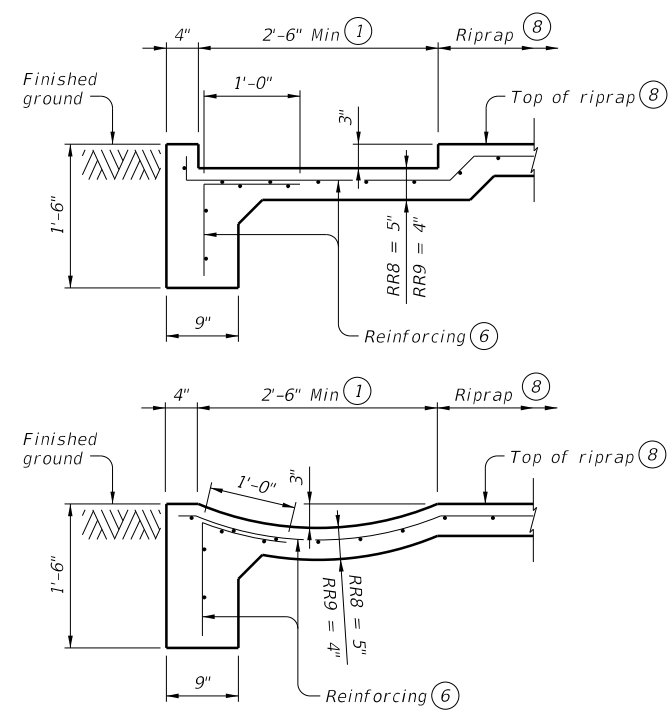 4" 2'-6" Min 1 Riprap 8
Finished
ground
1'-0"
3"
Top of riprap 8
1'-6"
RR8 = 5"
RR9 = 4"
9"
Reinforcing 6
4" 2'-6" Min 1 Riprap 8
Finished
ground
1'-0"
3"
Top of riprap 8
1'-6"
RR8 = 5"
RR9 = 4"
9"
Reinforcing 6